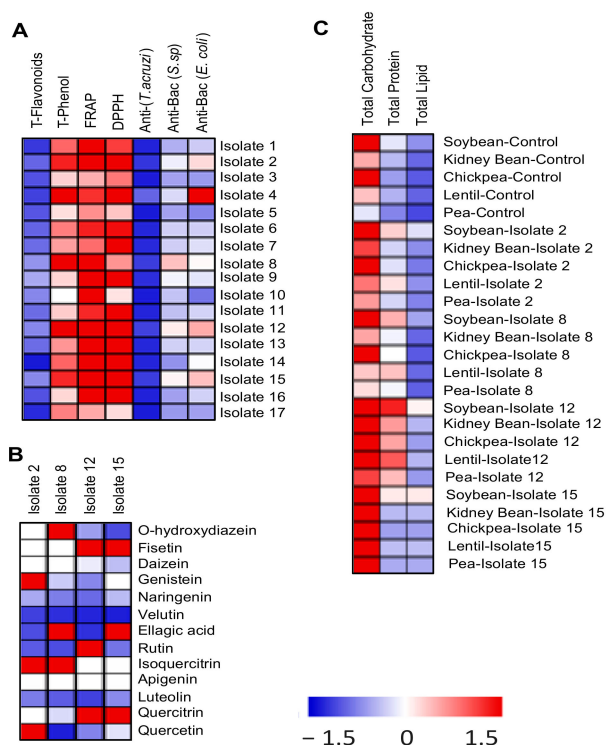 A
T-Flavonoids
T-Phenol
FRAP
DPPH
Anti-(T.acruzi)
Anti-Bac (S.sp)
Anti-Bac (E. coli)
Isolate 1
Isolate 2
Isolate 3
Isolate 4
Isolate 5
Isolate 6
Isolate 7
Isolate 8
Isolate 9
Isolate 10
Isolate 11
Isolate 12
Isolate 13
Isolate 14
Isolate 15
Isolate 16
Isolate 17
B
Isolate 2
Isolate 8
Isolate 12
Isolate 15
O-hydroxydiazein
Fisetin
Daizein
Genistein
Naringenin
Velutin
Ellagic acid
Rutin
Isoquercitrin
Apigenin
Luteolin
Quercitrin
Quercetin
C
Total Carbohydrate
Total Protein
Total Lipid
Soybean-Control
Kidney Bean-Control
Chickpea-Control
Lentil-Control
Pea-Control
Soybean-Isolate 2
Kidney Bean-Isolate 2
Chickpea-Isolate 2
Lentil-Isolate 2
Pea-Isolate 2
Soybean-Isolate 8
Kidney Bean-Isolate 8
Chickpea-Isolate 8
Lentil-Isolate 8
Pea-Isolate 8
Soybean-Isolate 12
Kidney Bean-Isolate 12
Chickpea-Isolate 12
Lentil-Isolate12
Pea-Isolate 12
Soybean-Isolate 15
Kidney Bean-Isolate 15
Chickpea-Isolate 15
Lentil-Isolate15
Pea-Isolate 15
− 1.5 0 1.5